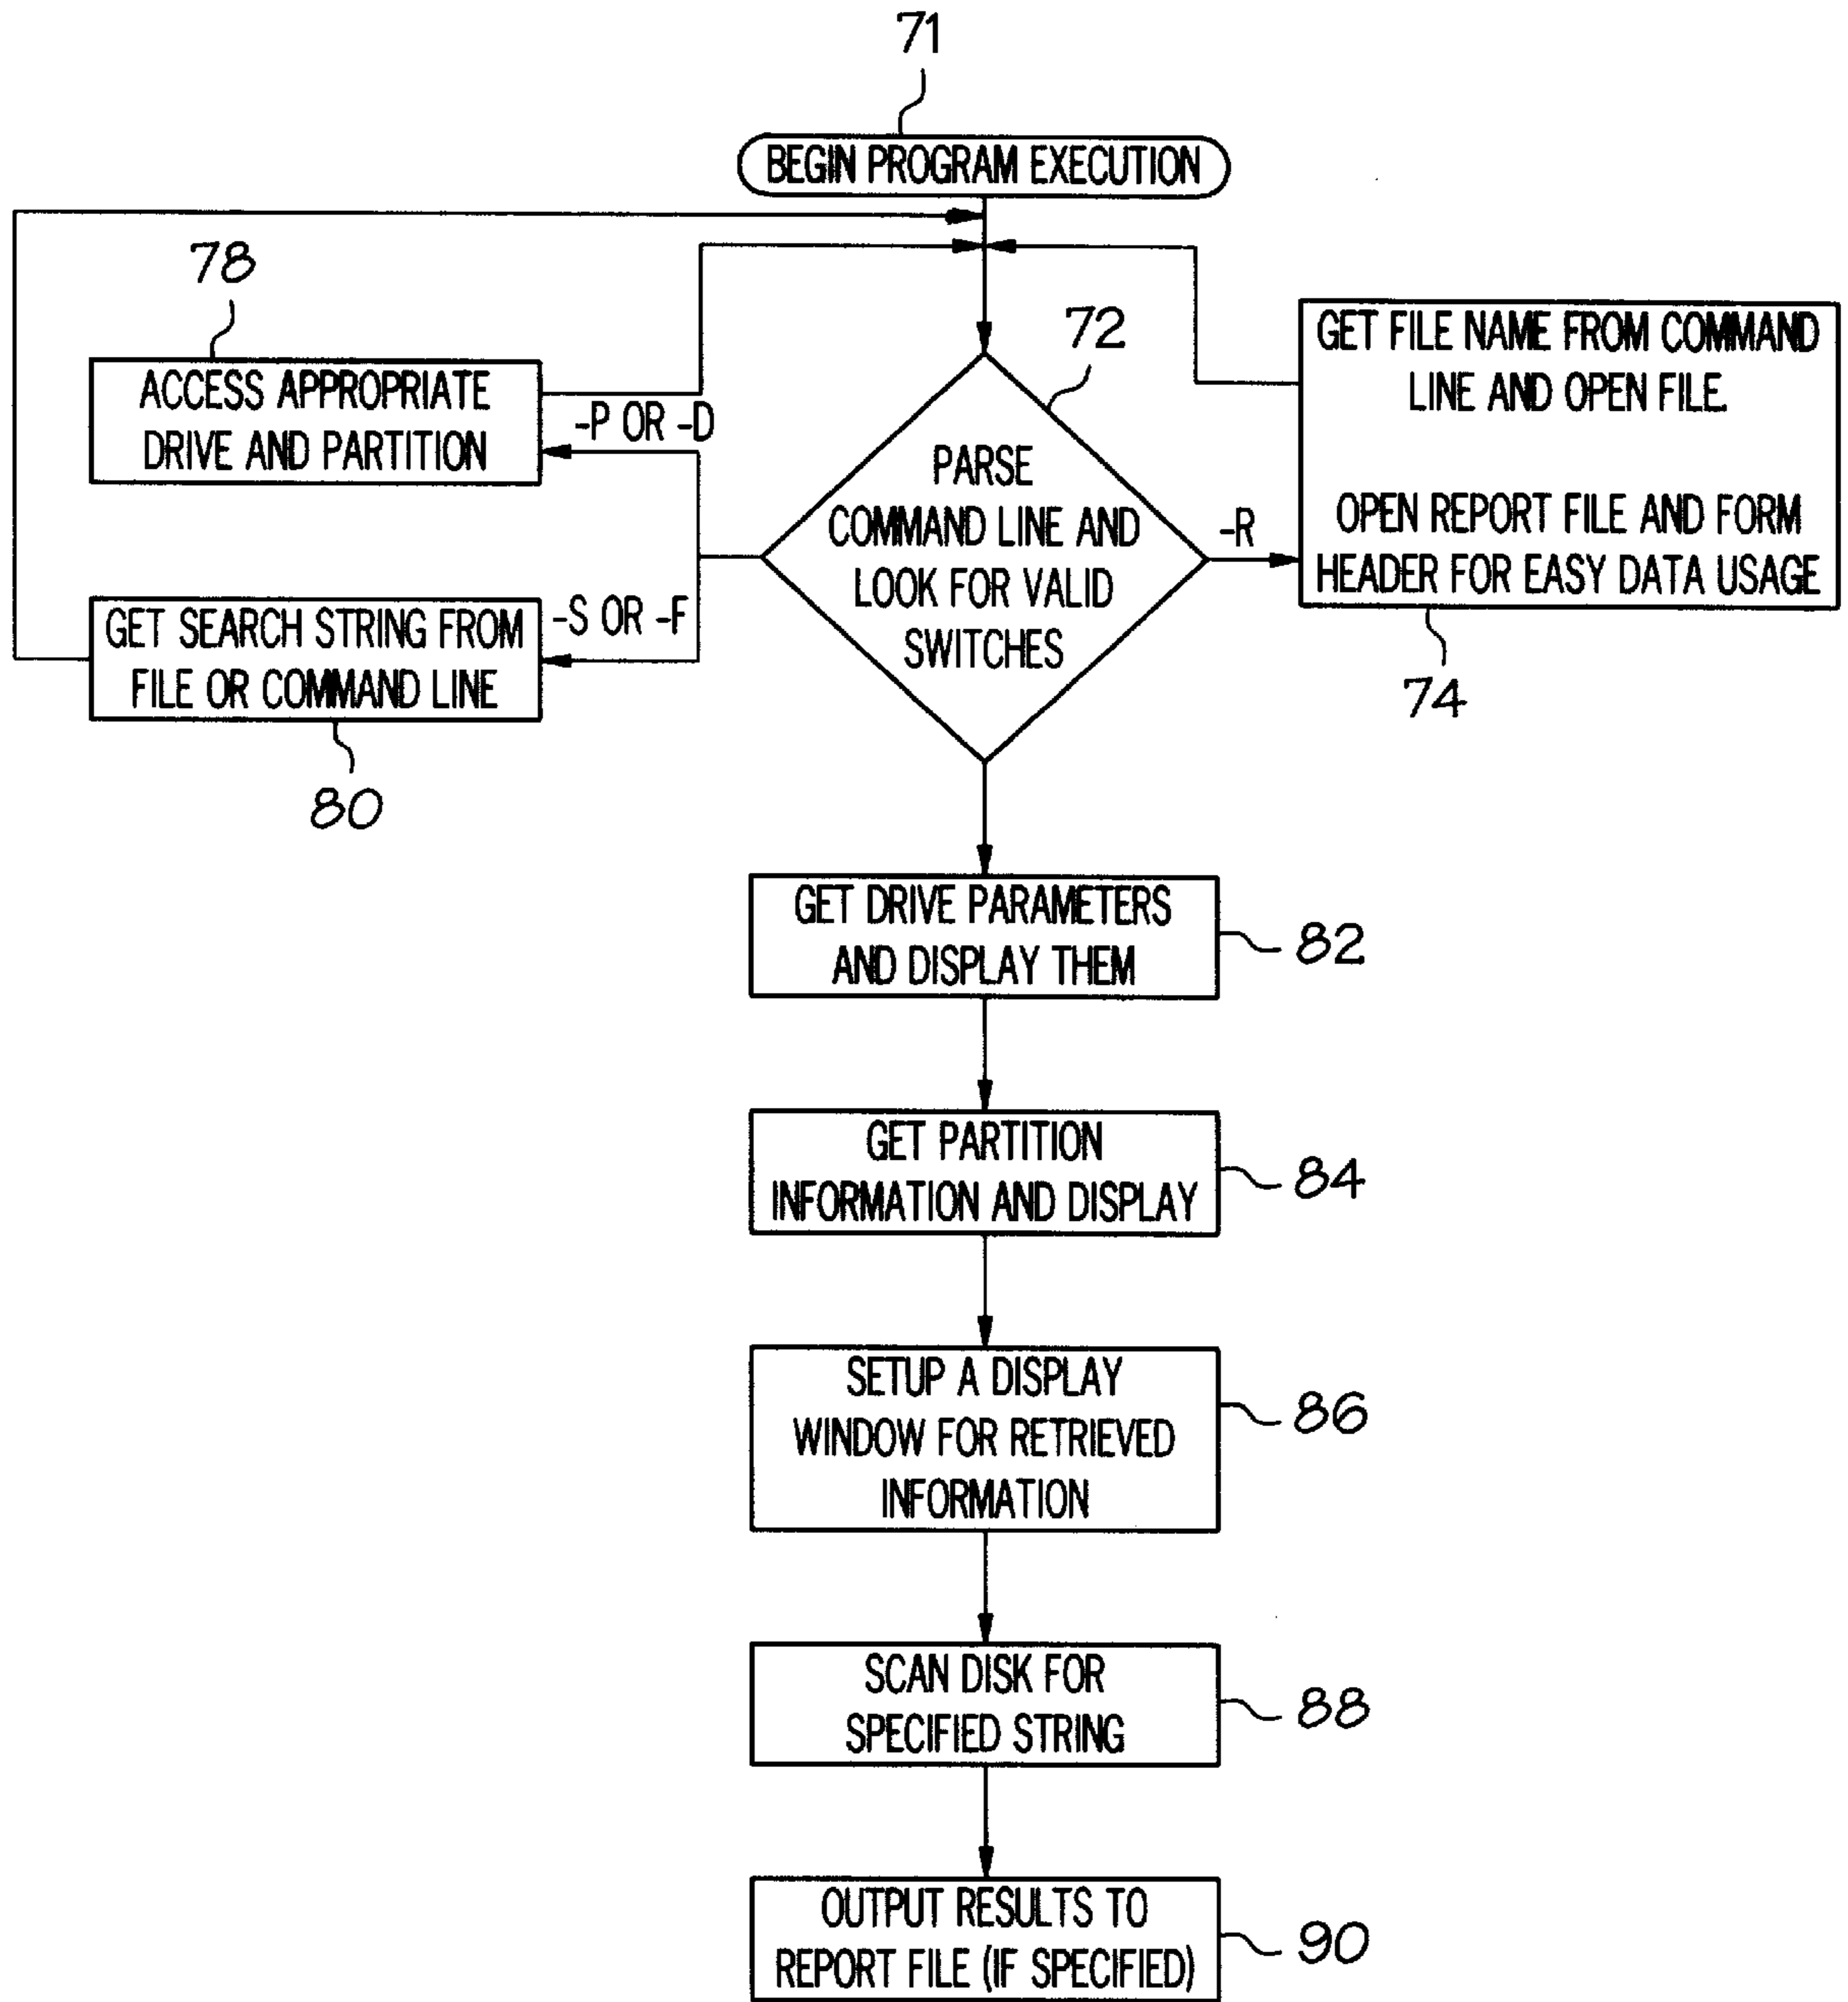 71
BEGIN PROGRAM EXECUTION
78
ACCESS APPROPRIATE
DRIVE AND PARTITION
-P OR -D
72
PARSE
COMMAND LINE AND
LOOK FOR VALID
SWITCHES
-R
GET FILE NAME FROM COMMAND
LINE AND OPEN FILE.
OPEN REPORT FILE AND FORM
HEADER FOR EASY DATA USAGE
74
GET SEARCH STRING FROM
FILE OR COMMAND LINE
-S OR -F
80
GET DRIVE PARAMETERS
AND DISPLAY THEM
82
GET PARTITION
INFORMATION AND DISPLAY
84
SETUP A DISPLAY
WINDOW FOR RETRIEVED
INFORMATION
86
SCAN DISK FOR
SPECIFIED STRING
88
OUTPUT RESULTS TO
REPORT FILE (IF SPECIFIED)
90